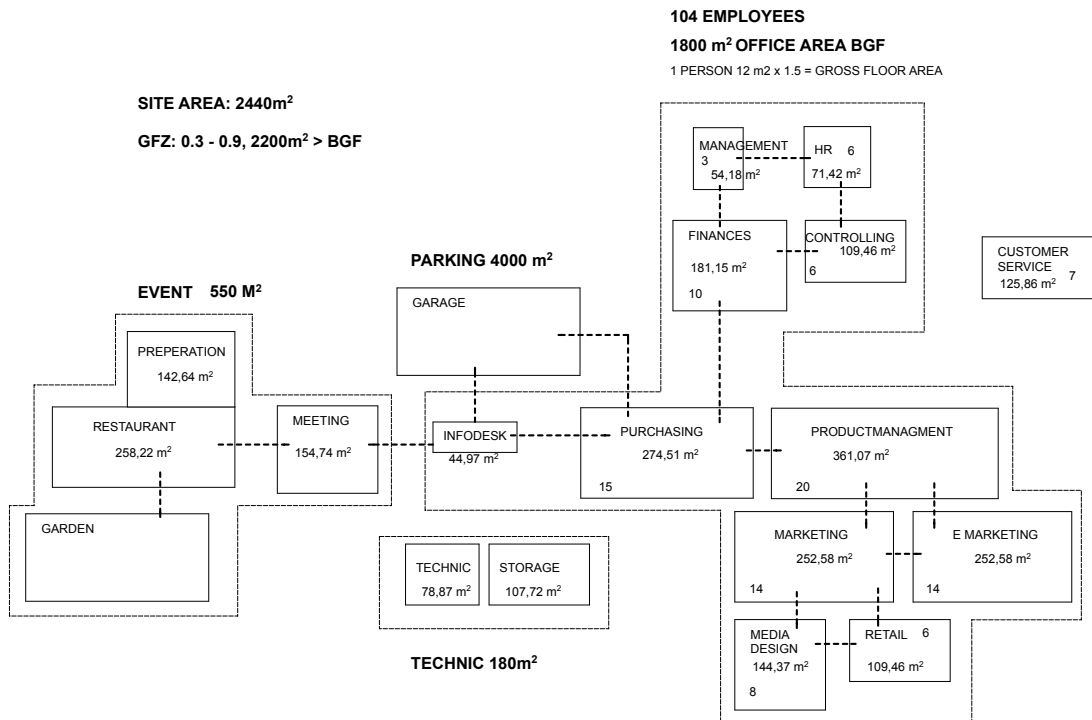 104 EMPLOYEES
1800 m² OFFICE AREA BGF
1 PERSON 12 m2 x 1.5 = GROSS FLOOR AREA
SITE AREA: 2440m²
GFZ: 0.3 - 0.9, 2200m² > BGF
MANAGEMENT
3
54,18 m²
HR 6
71,42 m²
FINANCES
181,15 m²
10
CONTROLLING
109,46 m²
6
CUSTOMER
SERVICE 7
125,86 m²
PARKING 4000 m²
GARAGE
EVENT 550 M²
PREPERATION
142,64 m²
RESTAURANT
258,22 m²
MEETING
154,74 m²
INFODESK
44,97 m²
PURCHASING
274,51 m²
15
PRODUCTMANAGMENT
361,07 m²
20
GARDEN
TECHNIC
78,87 m²
STORAGE
107,72 m²
TECHNIC 180m²
MARKETING
252,58 m²
14
E MARKETING
252,58 m²
14
MEDIA
DESIGN
144,37 m²
8
RETAIL 6
109,46 m²